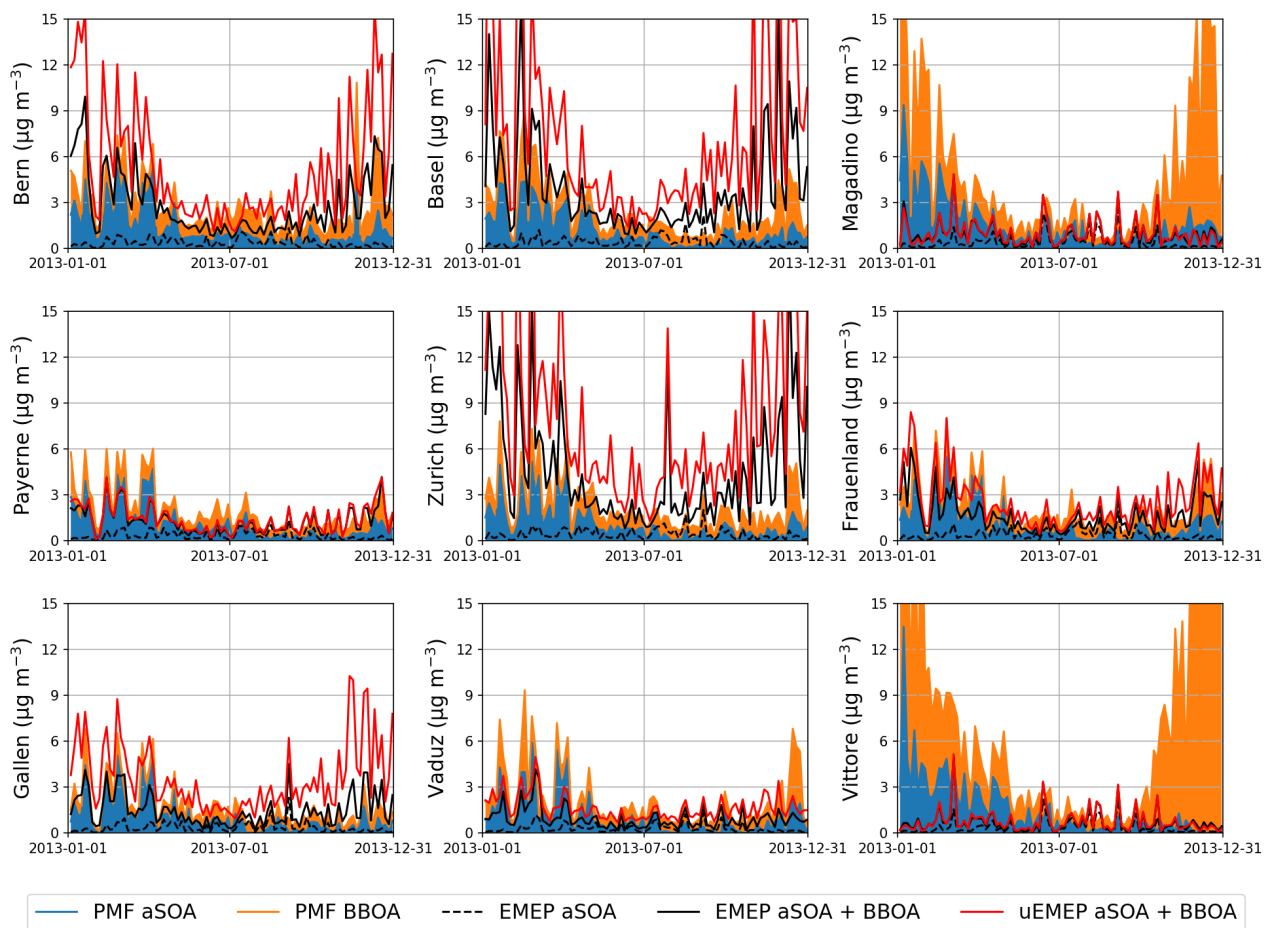 Bern (µg m⁻³)
15
12
9
6
3
0
2013-01-01 2013-07-01 2013-12-31
Basel (µg m⁻³)
15
12
9
6
3
0
2013-01-01 2013-07-01 2013-12-31
Magadino (µg m⁻³)
15
12
9
6
3
0
2013-01-01 2013-07-01 2013-12-31
Payerne (µg m⁻³)
15
12
9
6
3
0
2013-01-01 2013-07-01 2013-12-31
Zurich (µg m⁻³)
15
12
9
6
3
0
2013-01-01 2013-07-01 2013-12-31
Frauenland (µg m⁻³)
15
12
9
6
3
0
2013-01-01 2013-07-01 2013-12-31
Gallen (µg m⁻³)
15
12
9
6
3
0
2013-01-01 2013-07-01 2013-12-31
Vaduz (µg m⁻³)
15
12
9
6
3
0
2013-01-01 2013-07-01 2013-12-31
Vittore (µg m⁻³)
15
12
9
6
3
0
2013-01-01 2013-07-01 2013-12-31
PMF aSOA PMF BBOA EMEP aSOA EMEP aSOA + BBOA uEMEP aSOA + BBOA